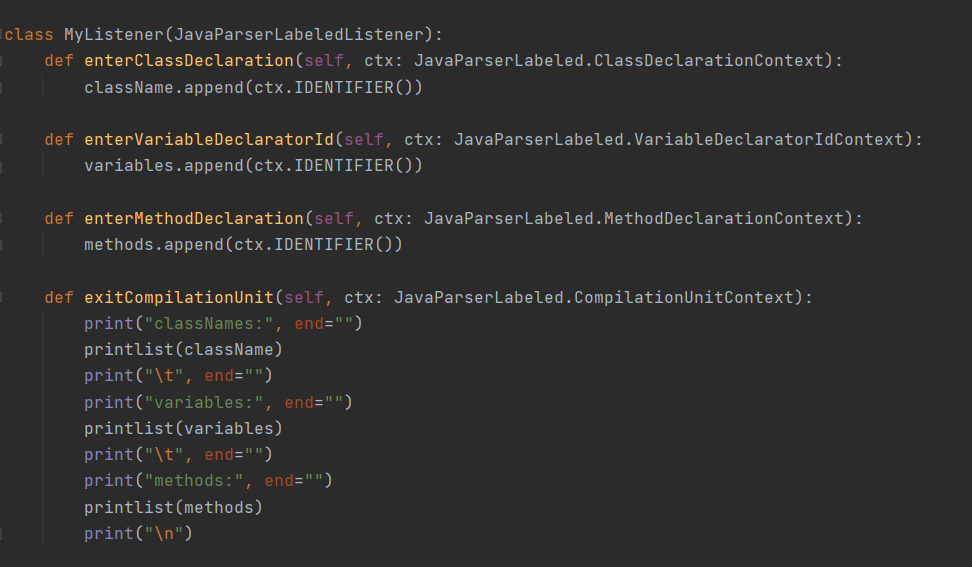 class MyListener(JavaParserLabeledListener):
    def enterClassDeclaration(self, ctx: JavaParserLabeled.ClassDeclarationContext):
        className.append(ctx.IDENTIFIER())

    def enterVariableDeclaratorId(self, ctx: JavaParserLabeled.VariableDeclaratorIdContext):
        variables.append(ctx.IDENTIFIER())

    def enterMethodDeclaration(self, ctx: JavaParserLabeled.MethodDeclarationContext):
        methods.append(ctx.IDENTIFIER())

    def exitCompilationUnit(self, ctx: JavaParserLabeled.CompilationUnitContext):
        print("classNames:", end="")
        printlist(className)
        print("\t", end="")
        print("variables:", end="")
        printlist(variables)
        print("\t", end="")
        print("methods:", end="")
        printlist(methods)
        print("\n")